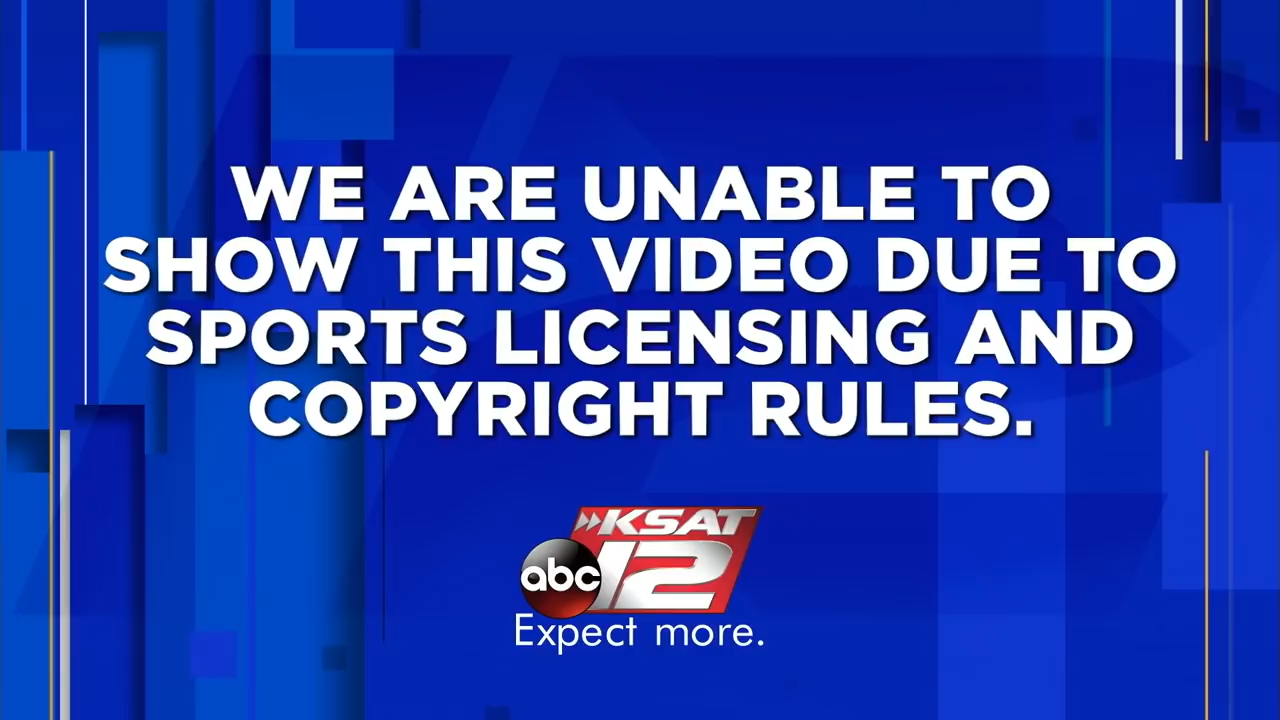 WE ARE UNABLE TO
SHOW THIS VIDEO DUE TO
SPORTS LICENSING AND
COPYRIGHT RULES.
KSAT
abc 12
Expect more.